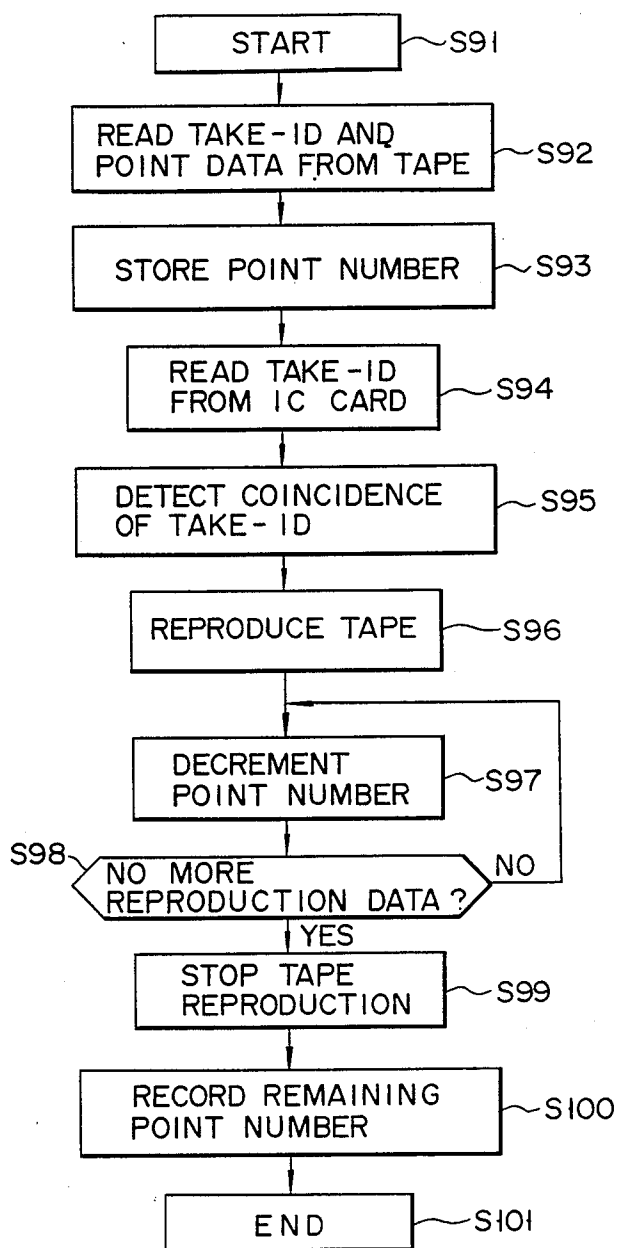 START
S91
READ TAKE-ID AND
POINT DATA FROM TAPE
S92
STORE POINT NUMBER
S93
READ TAKE-ID
FROM IC CARD
S94
DETECT COINCIDENCE
OF TAKE-ID
S95
REPRODUCE TAPE
S96
DECREMENT
POINT NUMBER
S97
S98
NO MORE
REPRODUCTION DATA?
NO
YES
STOP TAPE
REPRODUCTION
S99
RECORD REMAINING
POINT NUMBER
S100
END
S101